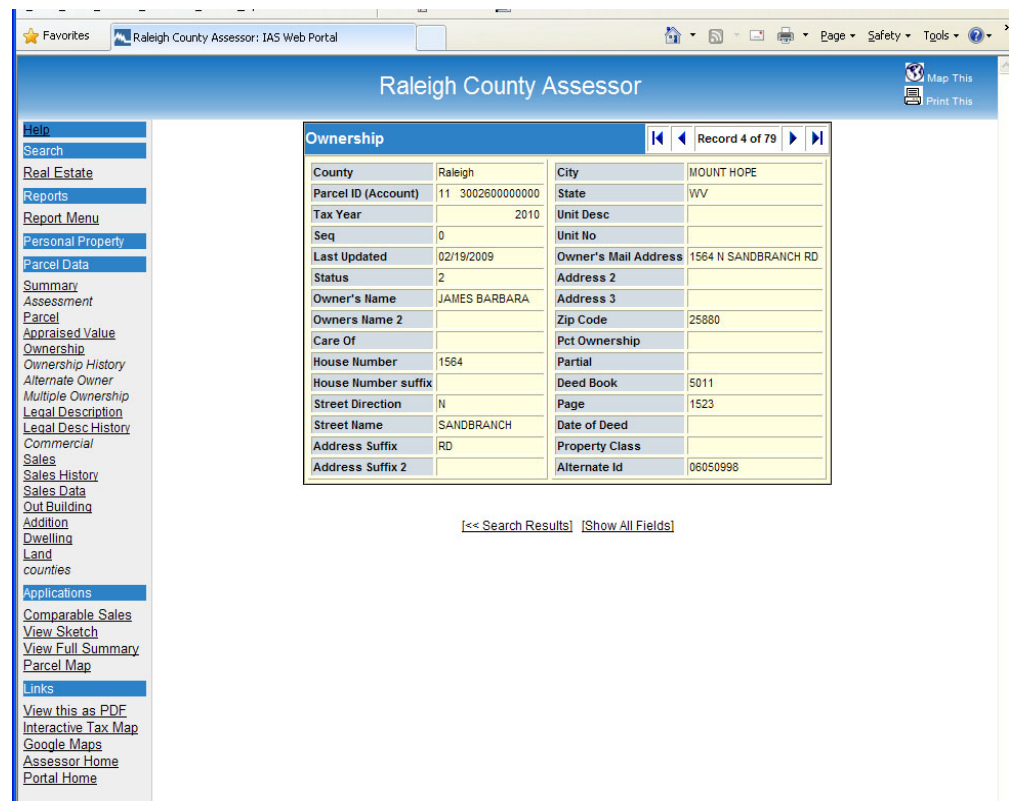 Favorites
Raleigh County Assessor: IAS Web Portal
Page
Safety
Tools
Raleigh County Assessor
Map This
Print This
Help
Search
Real Estate
Reports
Report Menu
Personal Property
Parcel Data
Summary
Assessment
Parcel
Appraised Value
Ownership
Ownership History
Alternate Owner
Multiple Ownership
Legal Description
Legal Desc History
Commercial
Sales
Sales History
Sales Data
Out Building
Addition
Dwelling
Land
counties
Applications
Comparable Sales
View Sketch
View Full Summary
Parcel Map
Links
View this as PDF
Interactive Tax Map
Google Maps
Assessor Home
Portal Home
Ownership
Record 4 of 79
County Raleigh
Parcel ID (Account) 11 3002600000000
Tax Year 2010
Seq 0
Last Updated 02/19/2009
Status 2
Owner's Name JAMES BARBARA
Owners Name 2
Care Of
House Number 1564
House Number suffix
Street Direction N
Street Name SANDBRANCH
Address Suffix RD
Address Suffix 2
City MOUNT HOPE
State WV
Unit Desc
Unit No
Owner's Mail Address 1564 N SANDBRANCH RD
Address 2
Address 3
Zip Code 25880
Pct Ownership
Partial
Deed Book 5011
Page 1523
Date of Deed
Property Class
Alternate Id 06050998
[<< Search Results] [Show All Fields]